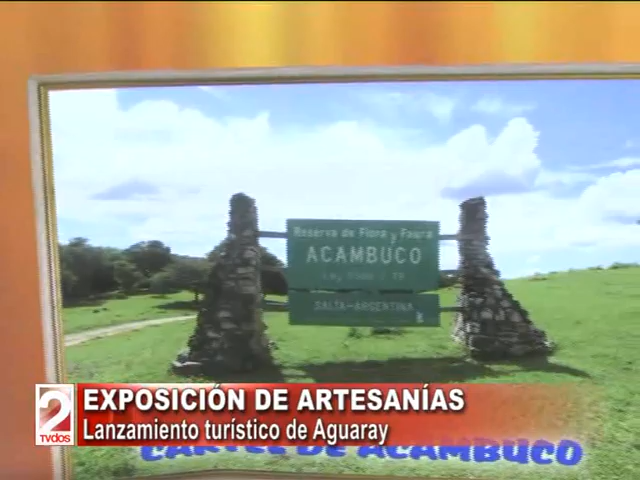 Reserva de Flora y Fauna
ACAMBUCO
SALTA-ARGENTINA
2
TVDOS
EXPOSICIÓN DE ARTESANÍAS
Lanzamiento turístico de Aguaray
CARTEL DE ACAMBUCO